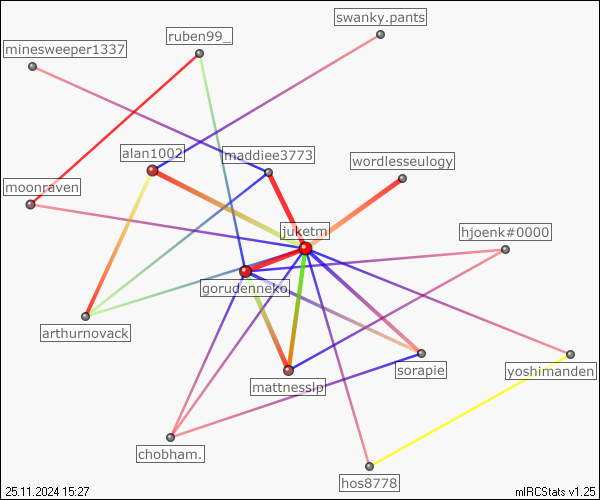 swanky.pants
ruben99_
minesweeper1337
alan1002
maddiee3773
wordlesseulogy
moonraven
juketm
hjoenk#0000
gorudenneko
arthurnovack
sorapie
yoshimanden
mattnesslp
chobham.
hos8778
25.11.2024 15:27
mIRCStats v1.25